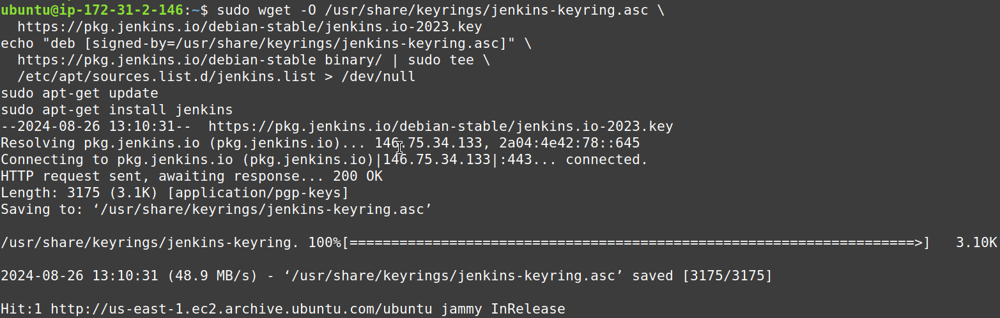 ubuntu@ip-172-31-2-146:~$ sudo wget -O /usr/share/keyrings/jenkins-keyring.asc \
  https://pkg.jenkins.io/debian-stable/jenkins.io-2023.key
echo "deb [signed-by=/usr/share/keyrings/jenkins-keyring.asc]" \
  https://pkg.jenkins.io/debian-stable binary/ | sudo tee \
  /etc/apt/sources.list.d/jenkins.list > /dev/null
sudo apt-get update
sudo apt-get install jenkins
--2024-08-26 13:10:31--  https://pkg.jenkins.io/debian-stable/jenkins.io-2023.key
Resolving pkg.jenkins.io (pkg.jenkins.io)... 146.75.34.133, 2a04:4e42:78::645
Connecting to pkg.jenkins.io (pkg.jenkins.io)|146.75.34.133|:443... connected.
HTTP request sent, awaiting response... 200 OK
Length: 3175 (3.1K) [application/pgp-keys]
Saving to: ‘/usr/share/keyrings/jenkins-keyring.asc’
/usr/share/keyrings/jenkins-keyring. 100%[====================================================================>]   3.10K
2024-08-26 13:10:31 (48.9 MB/s) - ‘/usr/share/keyrings/jenkins-keyring.asc’ saved [3175/3175]
Hit:1 http://us-east-1.ec2.archive.ubuntu.com/ubuntu jammy InRelease